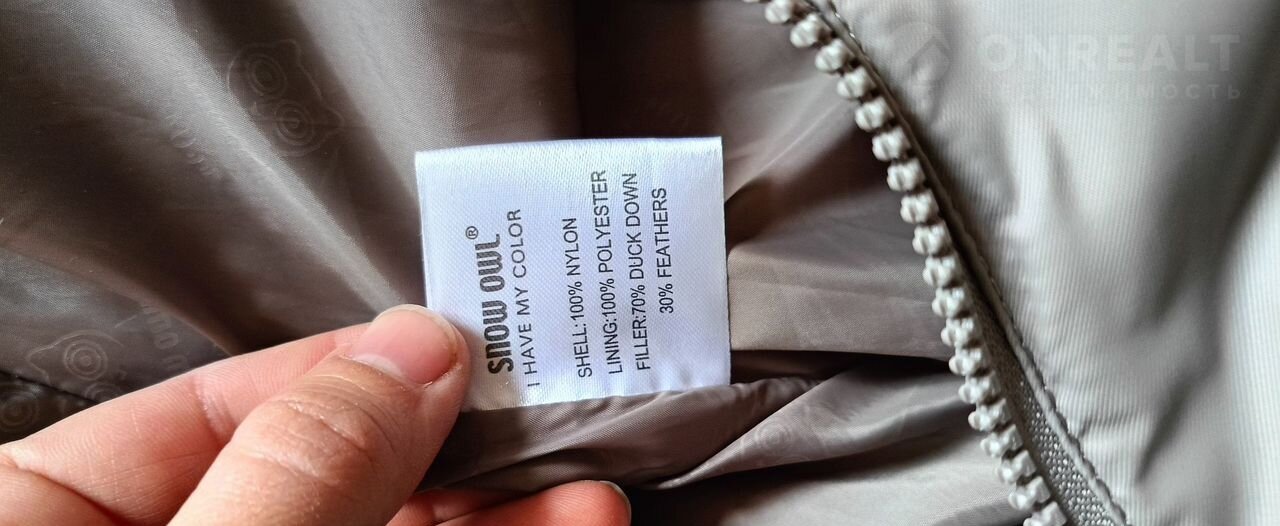 SNOW OWL®
I HAVE MY COLOR
SHELL:100% NYLON
LINING:100% POLYESTER
FILLER:70% DUCK DOWN
30% FEATHERS
ONREALT